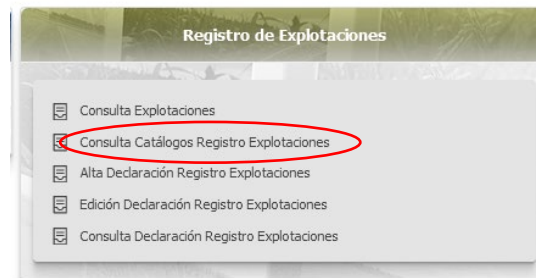 Registro de Explotaciones
Consulta Explotaciones
Consulta Catálogos Registro Explotaciones
Alta Declaración Registro Explotaciones
Edición Declaración Registro Explotaciones
Consulta Declaración Registro Explotaciones